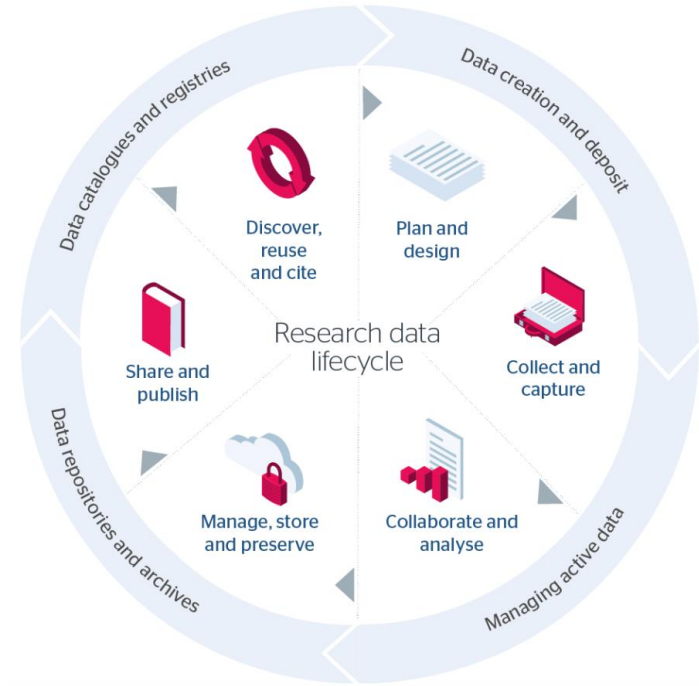 Data catalogues and registries
Data creation and deposit
Discover,
reuse
and cite
Plan and
design
Research data
lifecycle
Share and
publish
Collect and
capture
Manage, store
and preserve
Collaborate and
analyse
Data repositories and archives
Managing active data